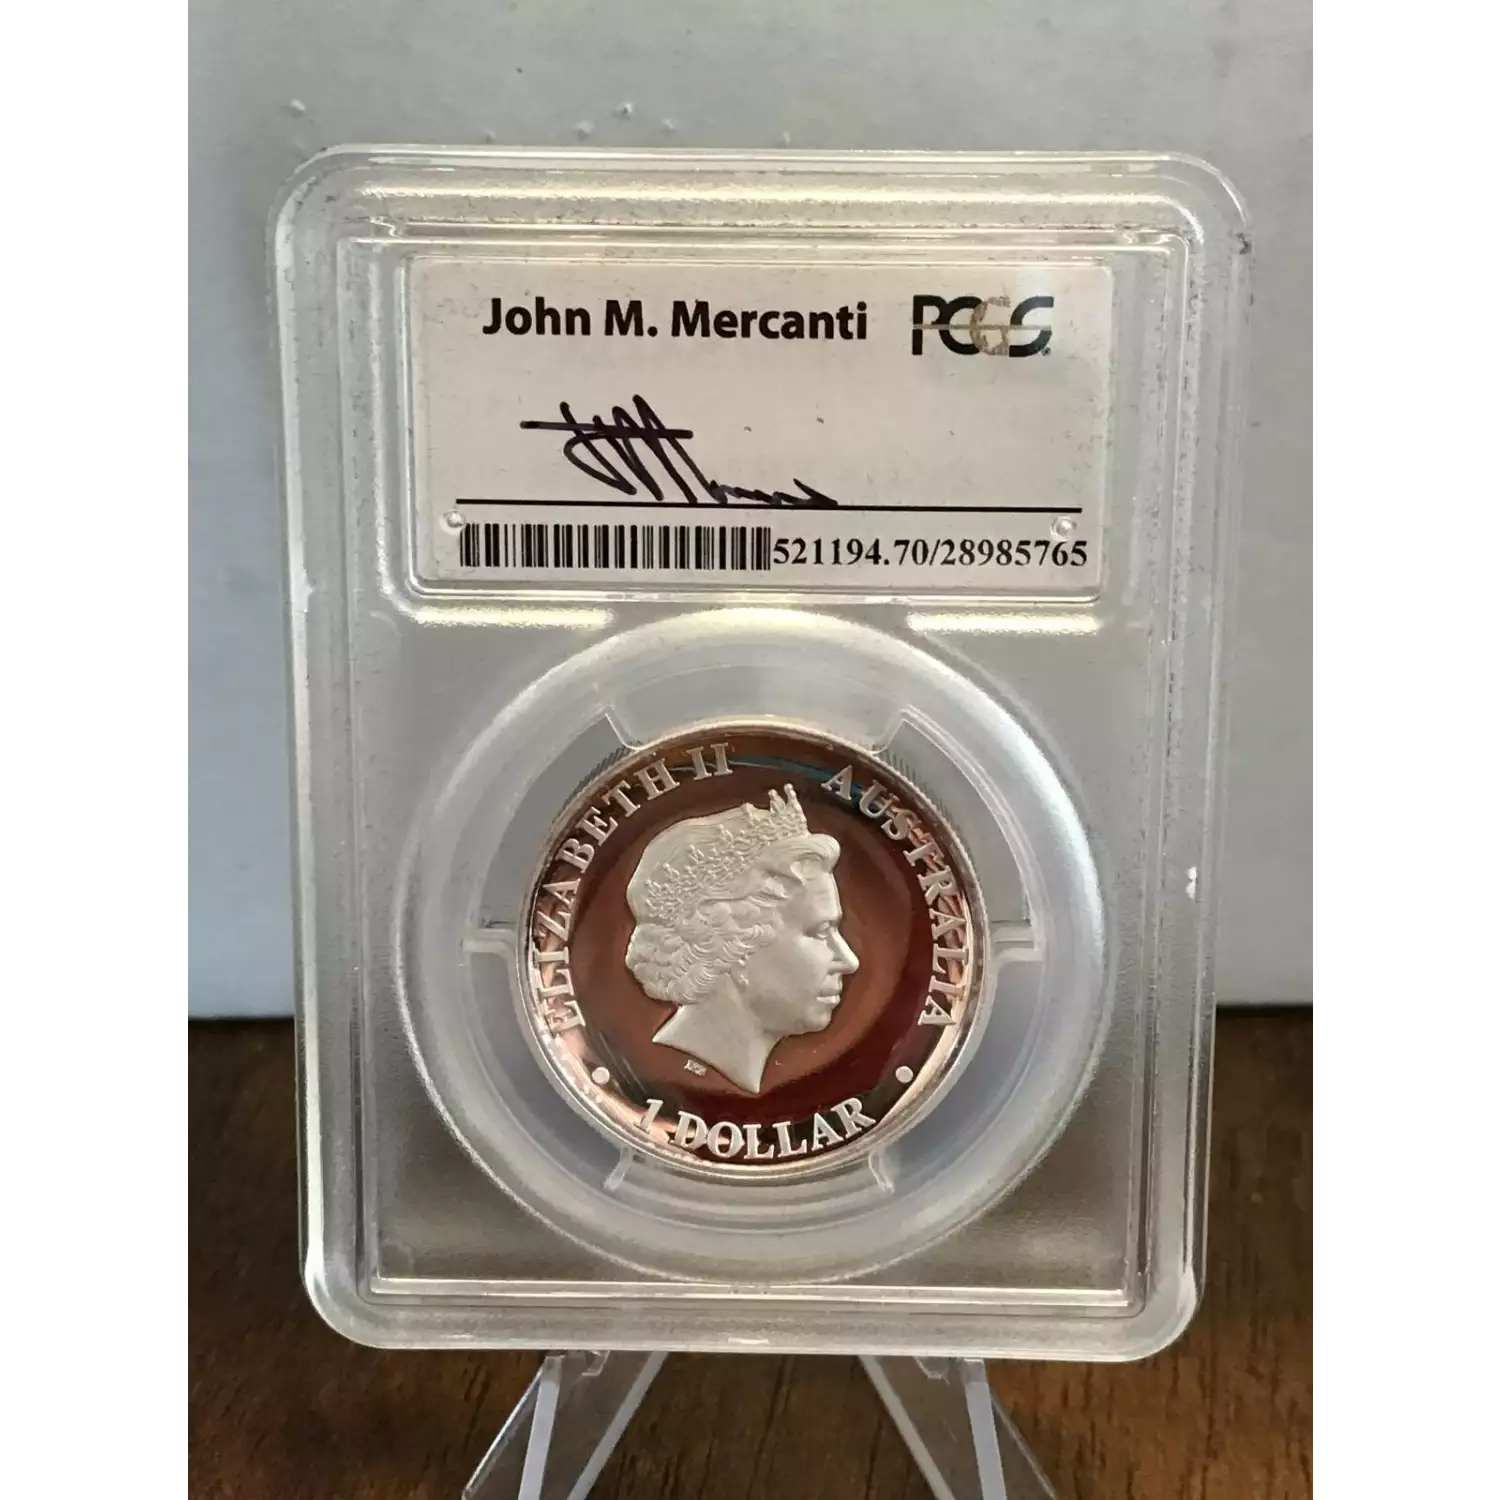 John M. Mercanti PCGS
521194.70/28985765
ELIZABETH II AUSTRALIA
1 DOLLAR